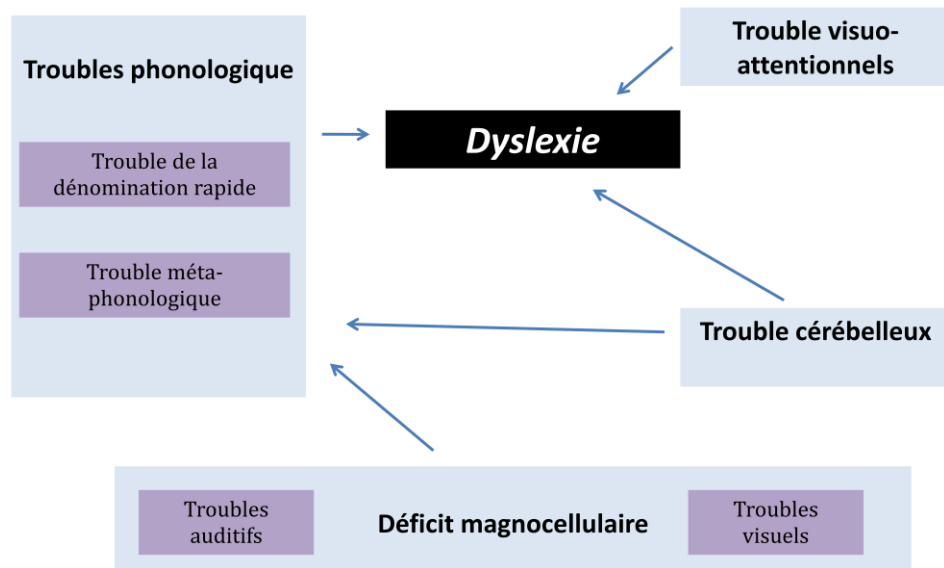 Troubles phonologique
Trouble de la
dénomination rapide
Trouble méta-
phonologique
Dyslexie
Trouble visuo-
attentionnels
Trouble cérébelleux
Troubles
auditifs
Déficit magnocellulaire
Troubles
visuels